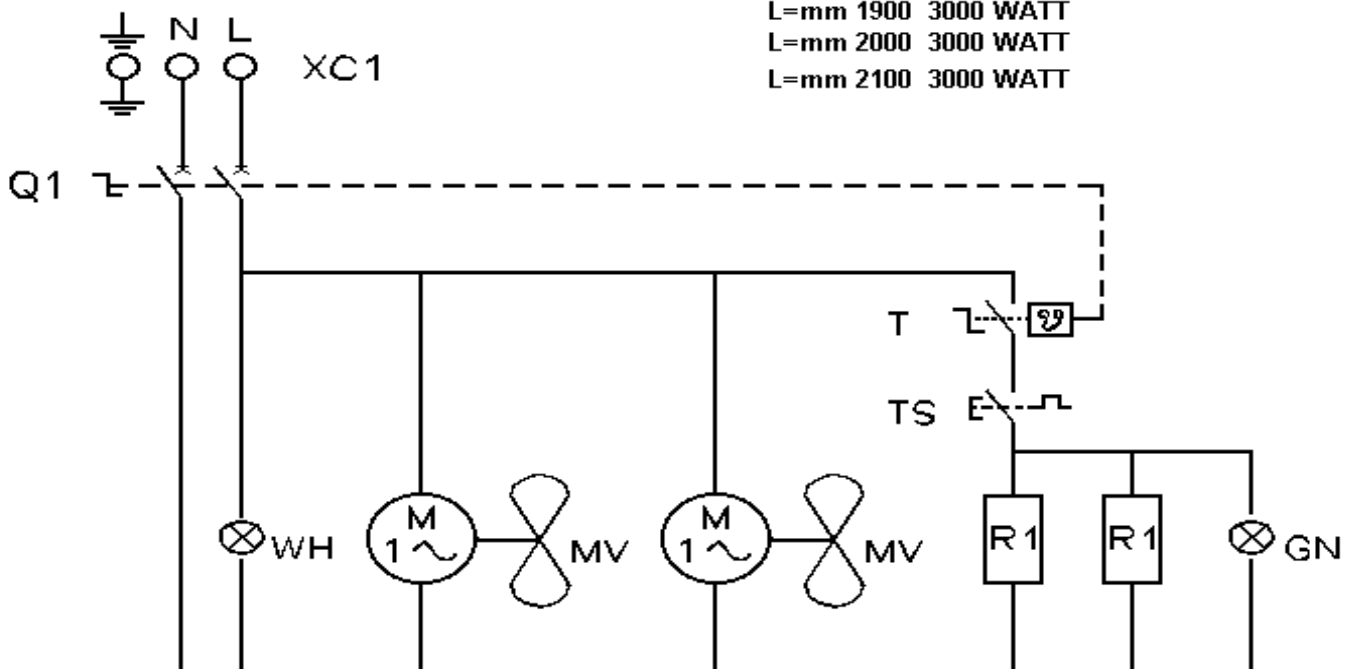 L=mm 1900 3000 WATT
L=mm 2000 3000 WATT
L=mm 2100 3000 WATT
N L XC1
Q1
T ϑ
TS
M
1
WH
MV
M
1
MV
R1
R1
GN